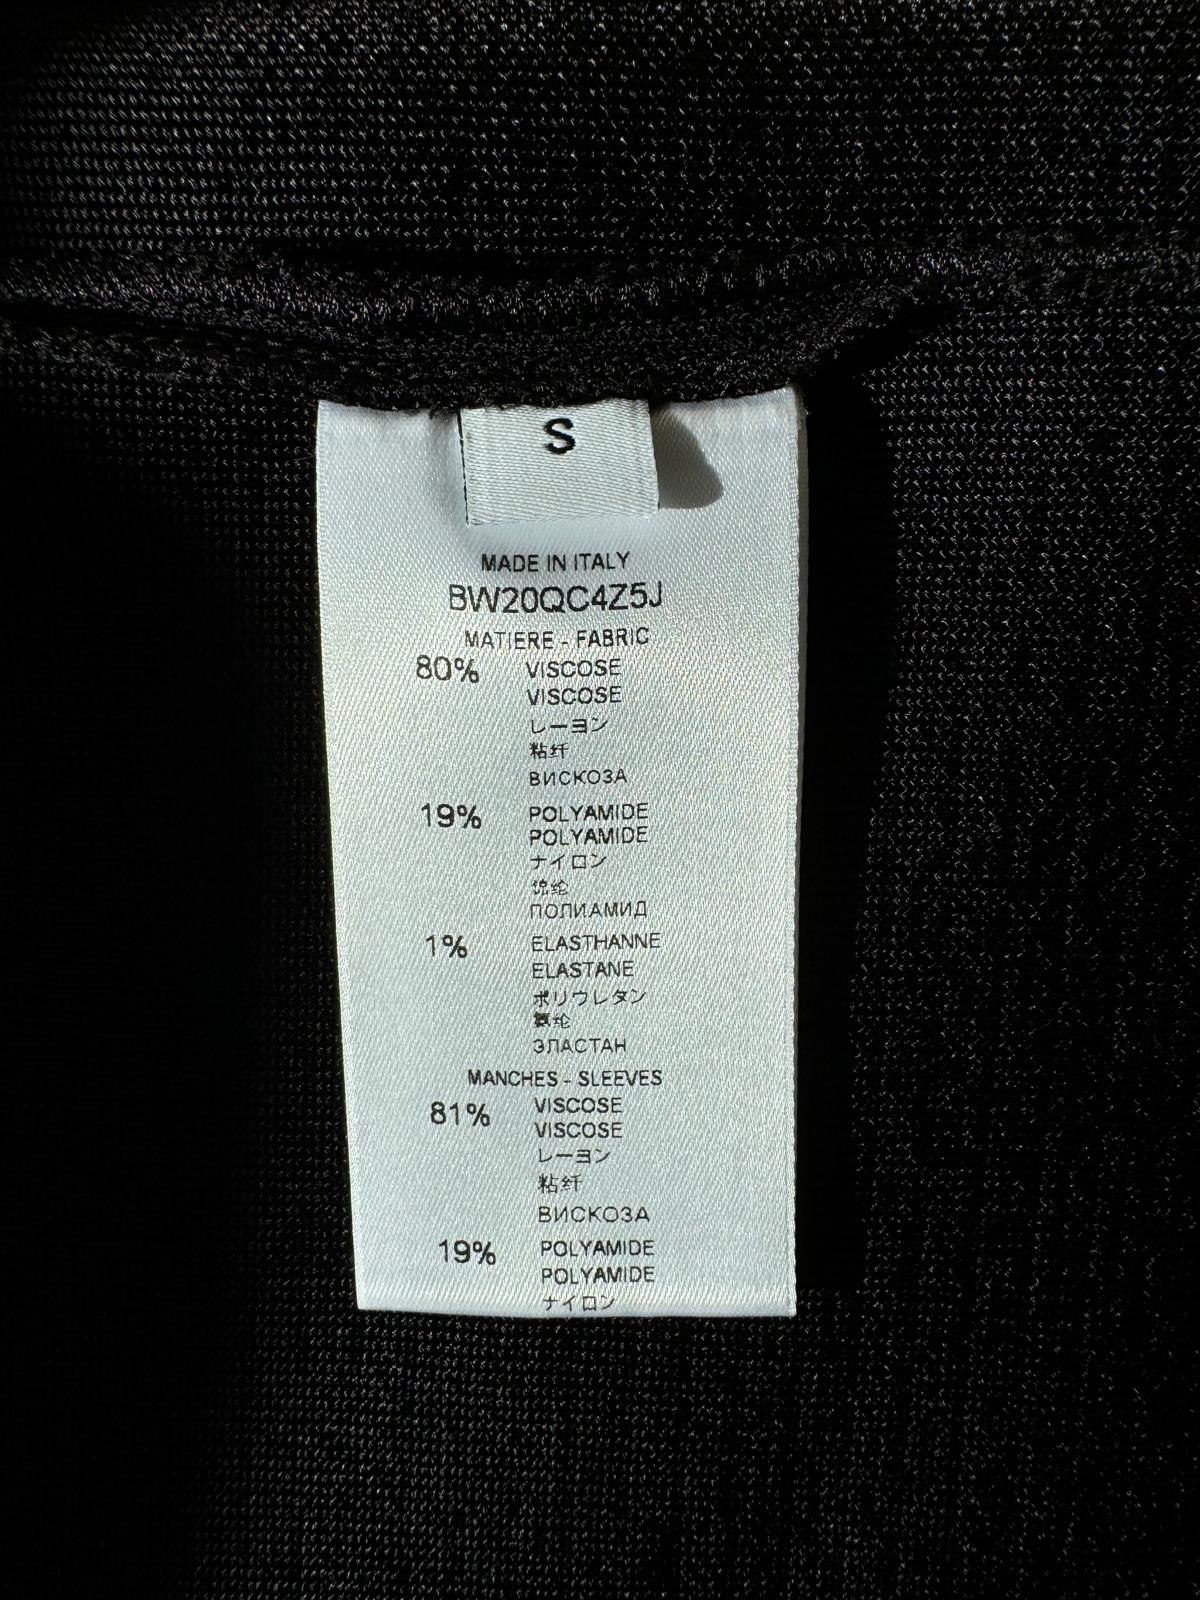 S
MADE IN ITALY
BW20QC4Z5J
MATIERE - FABRIC
80% VISCOSE
VISCOSE
レーヨン
粘纤
ВИСКОЗА
19% POLYAMIDE
POLYAMIDE
ナイロン
锦纶
ПОЛИАМИД
1% ELASTHANNE
ELASTANE
ポリウレタン
氨纶
ЭЛАСТАН
MANCHES - SLEEVES
81% VISCOSE
VISCOSE
レーヨン
粘纤
ВИСКОЗА
19% POLYAMIDE
POLYAMIDE
ナイロン